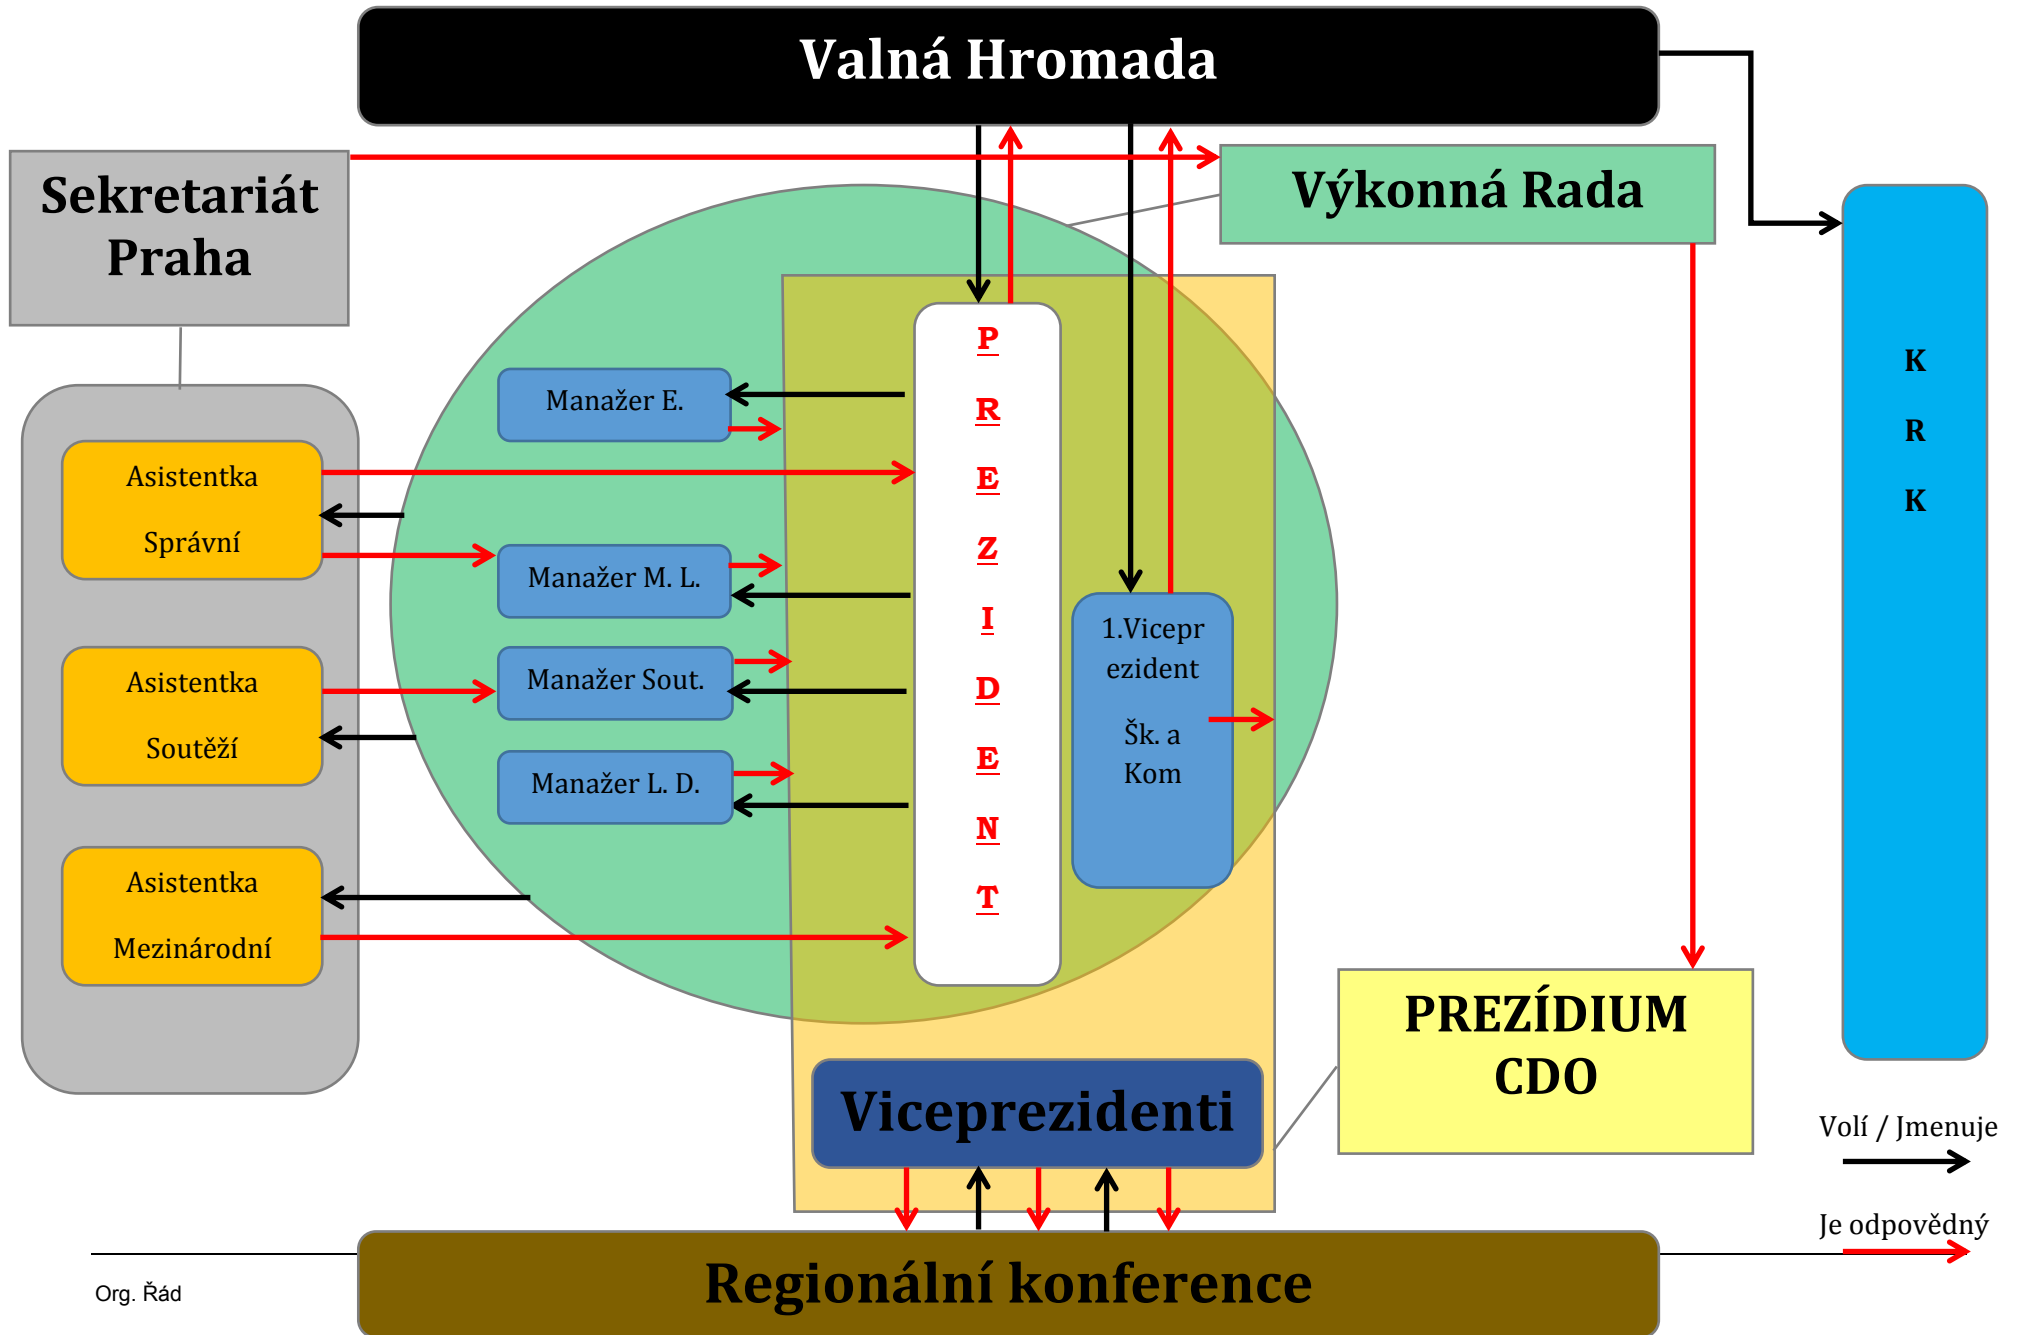 Valná Hromada
Sekretariát
Praha
Výkonná Rada
P
R
E
Z
I
D
E
N
T
K
R
K
Manažer E.
Asistentka
Správní
Manažer M. L.
1.Vicepr
ezident
Šk. a
Kom
Asistentka
Soutěží
Manažer Sout.
Manažer L. D.
Asistentka
Mezinárodní
PREZÍDIUM
CDO
Viceprezidenti
Volí / Jmenuje
Je odpovědný
Regionální konference
Org. Řád